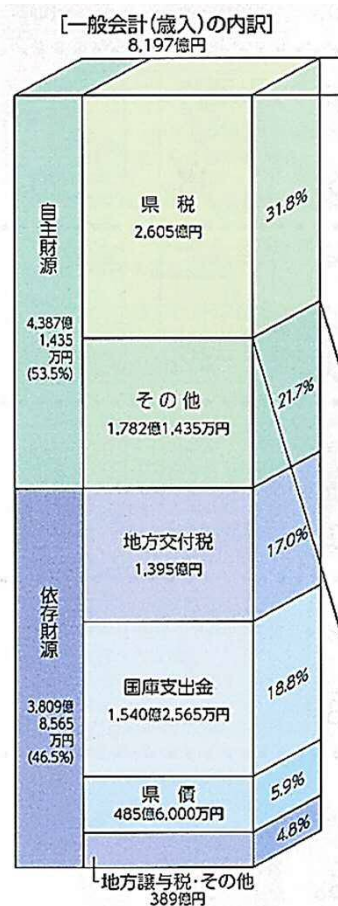 [一般会計(歳入)の内訳]
8,197億円
自主財源
4,387億
1,435
万円
(53.5%)
県 税
2,605億円
31.8%
その他
1,782億1,435万円
21.7%
依存財源
3,809億
8,565
万円
(46.5%)
地方交付税
1,395億円
17.0%
国庫支出金
1,540億2,565万円
18.8%
県 債
485億6,000万円
5.9%
4.8%
地方譲与税・その他
389億円